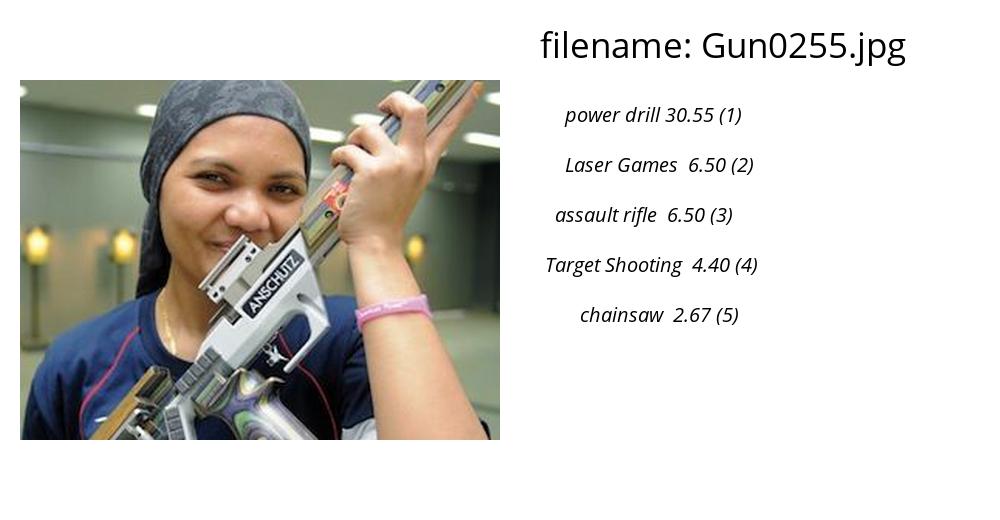 filename: Gun0255.jpg
power drill 30.55 (1)
Laser Games 6.50 (2)
assault rifle 6.50 (3)
Target Shooting 4.40 (4)
chainsaw 2.67 (5)
ANSCHÜTZ